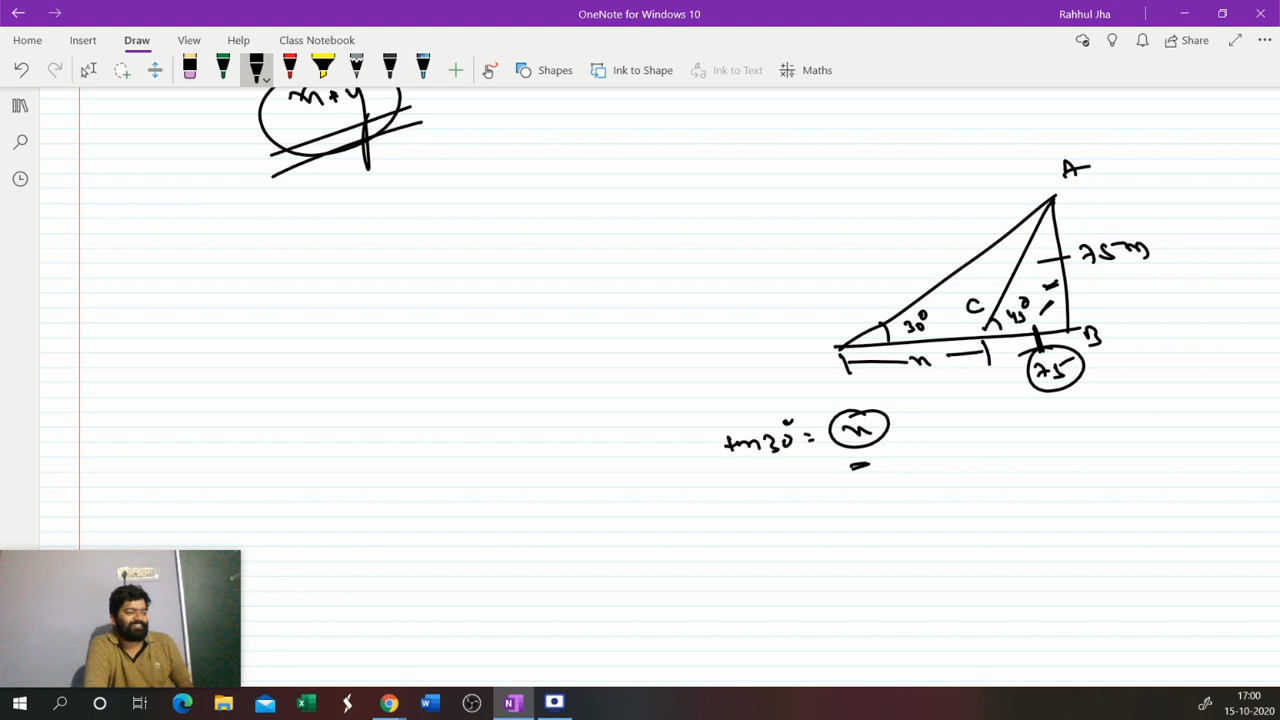 OneNote for Windows 10
Rahhul Jha
Home Insert Draw View Help Class Notebook
Share
Shapes Ink to Shape Ink to Text Maths
x+y
A
75m
C
30°
45°
B
x
75
tan30° = x
17:00
15-10-2020